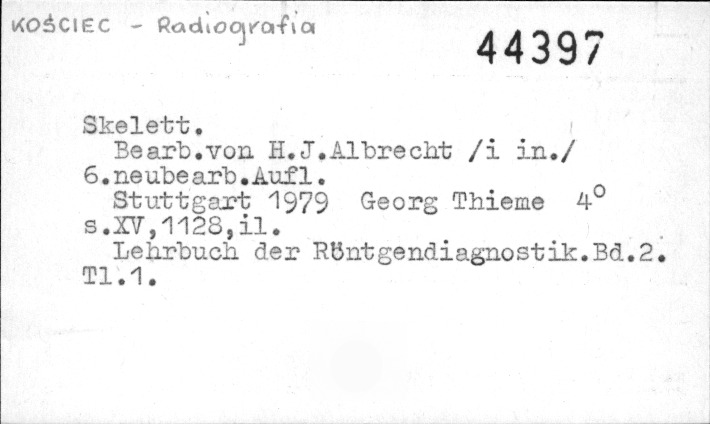 KOŚCIEC - Radiografia
44397
Skelett.
Bearb.von H.J.Albrecht /i in./
6.neubearb.Aufl.
Stuttgart 1979 Georg Thieme 4°
s.XV,1128,il.
Lehrbuch der Röntgendiagnostik.Bd.2.
Tl.1.